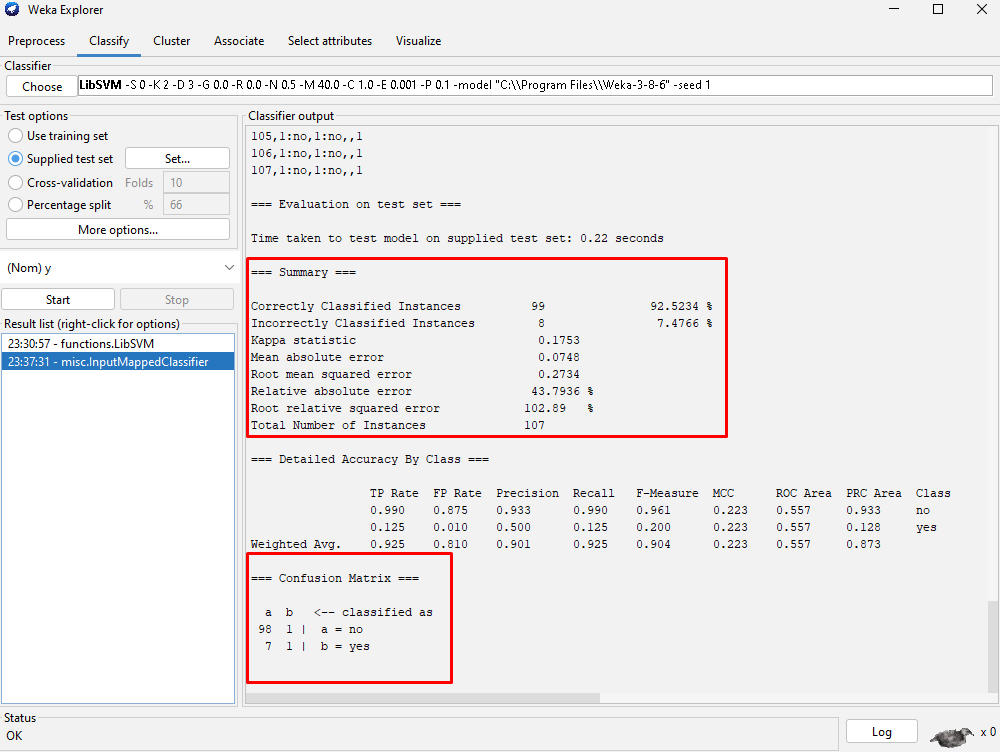 Weka Explorer
Preprocess Classify Cluster Associate Select attributes Visualize
Classifier
Choose LibSVM -S 0 -K 2 -D 3 -G 0.0 -R 0.0 -N 0.5 -M 40.0 -C 1.0 -E 0.001 -P 0.1 -model "C:\\Program Files\\Weka-3-8-6" -seed 1
Test options
Use training set
Supplied test set Set...
Cross-validation Folds 10
Percentage split % 66
More options...
(Nom) y
Start Stop
Result list (right-click for options)
23:30:57 - functions.LibSVM
23:37:31 - misc.InputMappedClassifier
Classifier output
105,1:no,1:no,,1
106,1:no,1:no,,1
107,1:no,1:no,,1
=== Evaluation on test set ===
Time taken to test model on supplied test set: 0.22 seconds
=== Summary ===
Correctly Classified Instances 99 92.5234 %
Incorrectly Classified Instances 8 7.4766 %
Kappa statistic 0.1753
Mean absolute error 0.0748
Root mean squared error 0.2734
Relative absolute error 43.7936 %
Root relative squared error 102.89 %
Total Number of Instances 107
=== Detailed Accuracy By Class ===
TP Rate FP Rate Precision Recall F-Measure MCC ROC Area PRC Area Class
0.990 0.875 0.933 0.990 0.961 0.223 0.557 0.933 no
0.125 0.010 0.500 0.125 0.200 0.223 0.557 0.128 yes
Weighted Avg. 0.925 0.810 0.901 0.925 0.904 0.223 0.557 0.873
=== Confusion Matrix ===
a b <-- classified as
98 1 | a = no
7 1 | b = yes
Status
OK
Log x 0